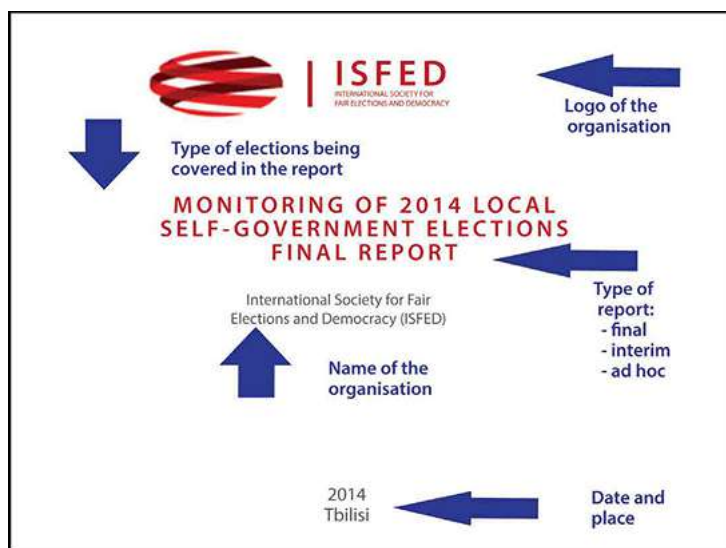 ISFED
INTERNATIONAL SOCIETY FOR
FAIR ELECTIONS AND DEMOCRACY
Logo of the
organisation
Type of elections being
covered in the report
MONITORING OF 2014 LOCAL
SELF-GOVERNMENT ELECTIONS
FINAL REPORT
International Society for Fair
Elections and Democracy (ISFED)
Type of
report:
- final
- interim
- ad hoc
Name of the
organisation
2014
Tbilisi
Date and
place